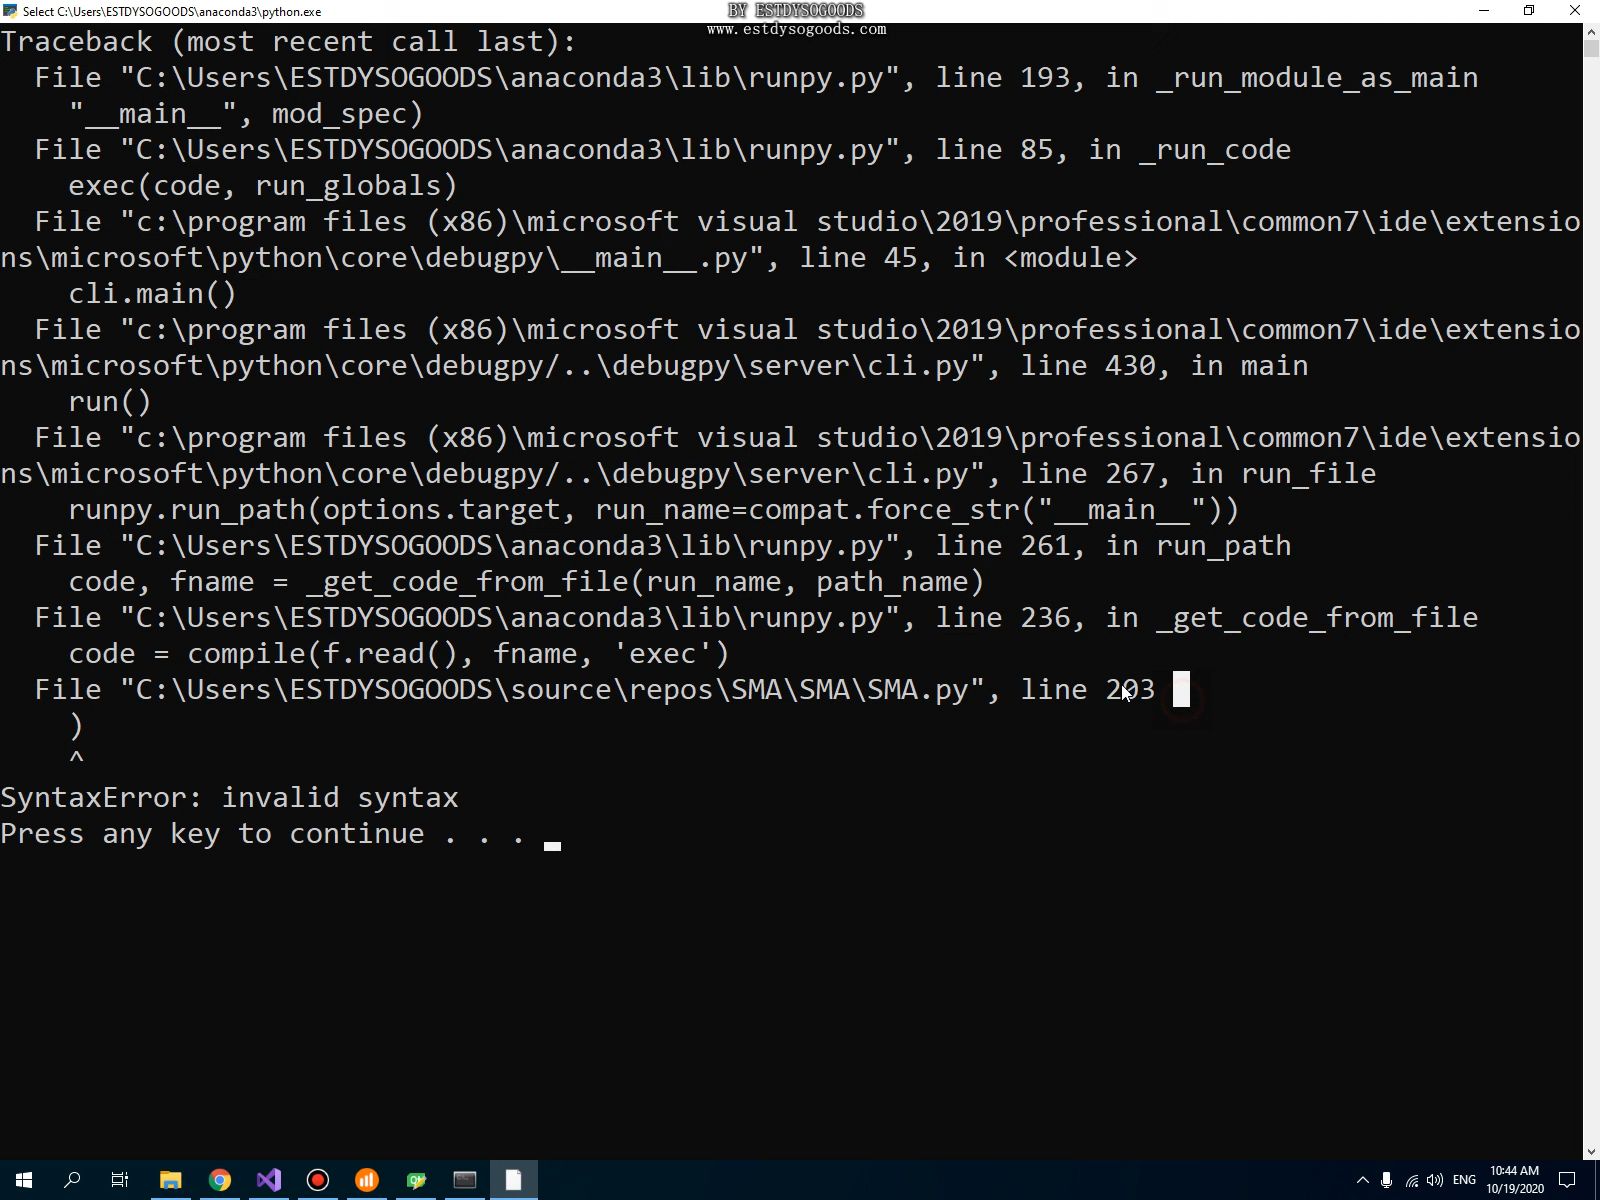 Select C:\Users\ESTDYSOGOODS\anaconda3\python.exe
BY ESTDYSOGOODS
www.estdysogoods.com
Traceback (most recent call last):
  File "C:\Users\ESTDYSOGOODS\anaconda3\lib\runpy.py", line 193, in _run_module_as_main
    "__main__", mod_spec)
  File "C:\Users\ESTDYSOGOODS\anaconda3\lib\runpy.py", line 85, in _run_code
    exec(code, run_globals)
  File "c:\program files (x86)\microsoft visual studio\2019\professional\common7\ide\extensio
ns\microsoft\python\core\debugpy\__main__.py", line 45, in <module>
    cli.main()
  File "c:\program files (x86)\microsoft visual studio\2019\professional\common7\ide\extensio
ns\microsoft\python\core\debugpy/..\debugpy\server\cli.py", line 430, in main
    run()
  File "c:\program files (x86)\microsoft visual studio\2019\professional\common7\ide\extensio
ns\microsoft\python\core\debugpy/..\debugpy\server\cli.py", line 267, in run_file
    runpy.run_path(options.target, run_name=compat.force_str("__main__"))
  File "C:\Users\ESTDYSOGOODS\anaconda3\lib\runpy.py", line 261, in run_path
    code, fname = _get_code_from_file(run_name, path_name)
  File "C:\Users\ESTDYSOGOODS\anaconda3\lib\runpy.py", line 236, in _get_code_from_file
    code = compile(f.read(), fname, 'exec')
  File "C:\Users\ESTDYSOGOODS\source\repos\SMA\SMA\SMA.py", line 203
    )
    ^
SyntaxError: invalid syntax
Press any key to continue . . .
ENG
10:44 AM
10/19/2020